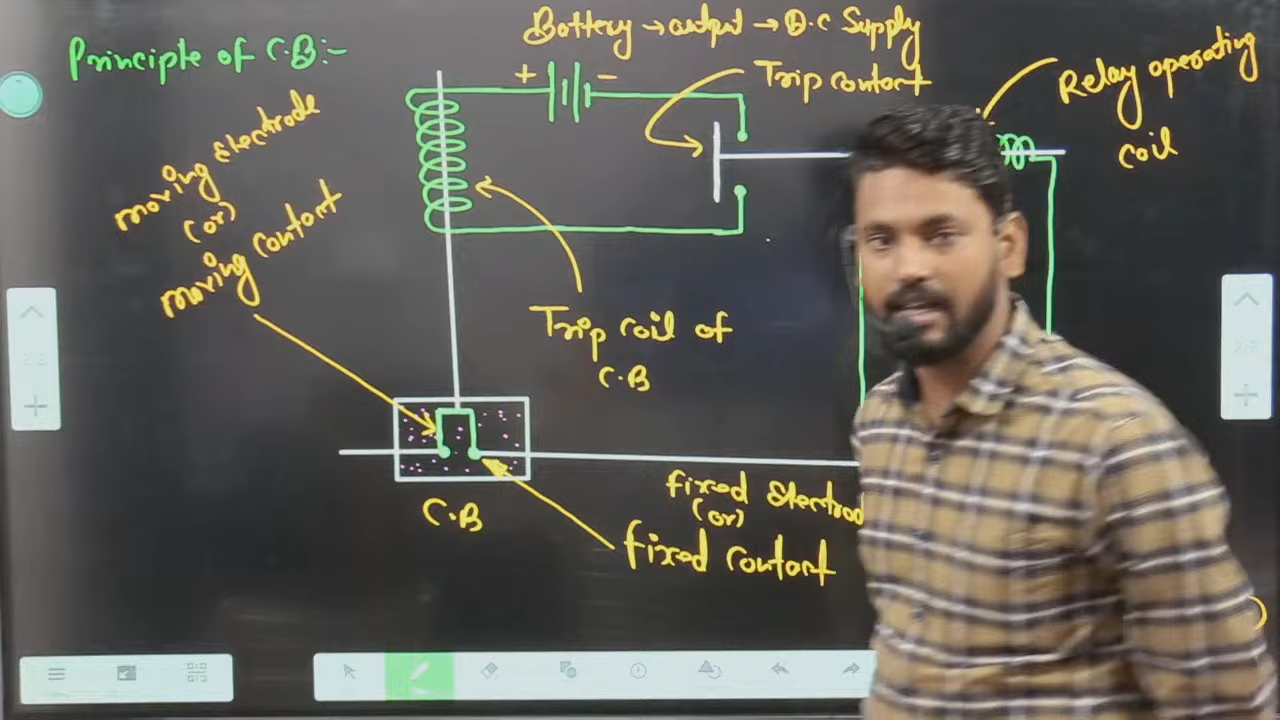 Principle of C.B:-
Battery → output → D.C Supply
+ -
Trip contact
Relay operating
coil
moving Electrode
(or)
moving contact
Trip coil of
C.B
C.B
fixed Electrod
(or)
fixed contact